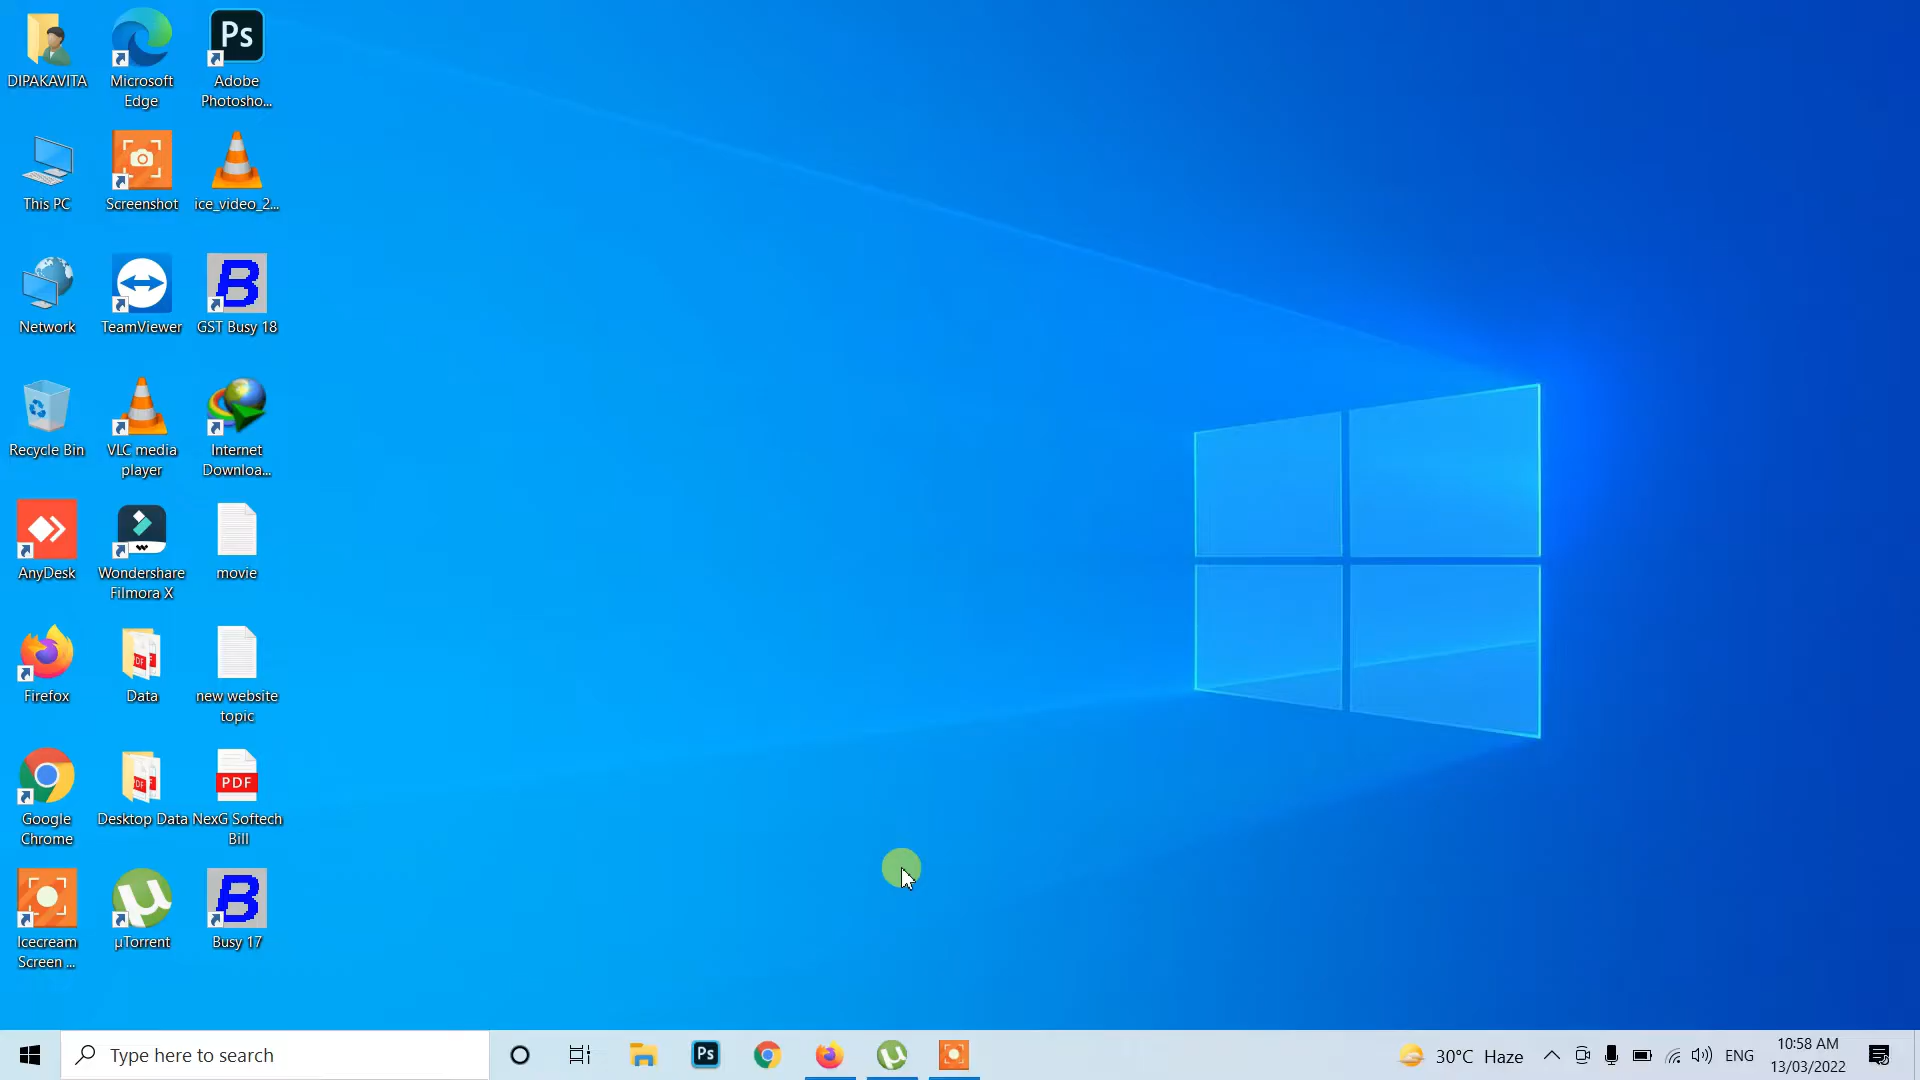 DIPAKAVITA
Microsoft
Edge
Ps
Adobe
Photosho...
This PC
Screenshot
ice_video_2...
Network
TeamViewer
B
GST Busy 18
Recycle Bin
VLC media
player
Internet
Downloa...
AnyDesk
Wondershare
Filmora X
movie
Firefox
PDF
Data
new website
topic
Google
Chrome
PDF
Desktop Data
PDF
NexG Softech
Bill
Icecream
Screen ...
µ
µTorrent
B
Busy 17
Type here to search
Ps
µ
30°C Haze
ENG
10:58 AM
13/03/2022